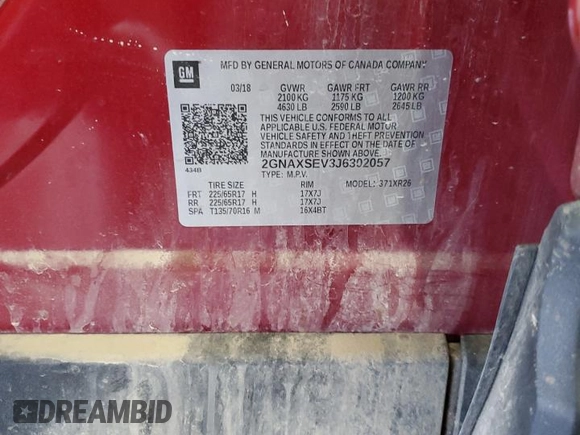 GM
MFD BY GENERAL MOTORS OF CANADA COMPANY
03/18 GVWR GAWR FRT GAWR RR
2100 KG 1175 KG 1200 KG
4630 LB 2590 LB 2645 LB
THIS VEHICLE CONFORMS TO ALL
APPLICABLE U.S. FEDERAL MOTOR
VEHICLE SAFETY AND THEFT PREVENTION
STANDARDS IN EFFECT ON THE DATE OF
MANUFACTURE SHOWN ABOVE.
2GNAXSEV3J6302057
434B
TYPE: M.P.V.
TIRE SIZE RIM MODEL: 371XR26
FRT 225/65R17 H 17X7J
RR 225/65R17 H 17X7J
SPA T135/70R16 M 16X4BT
DREAMBID